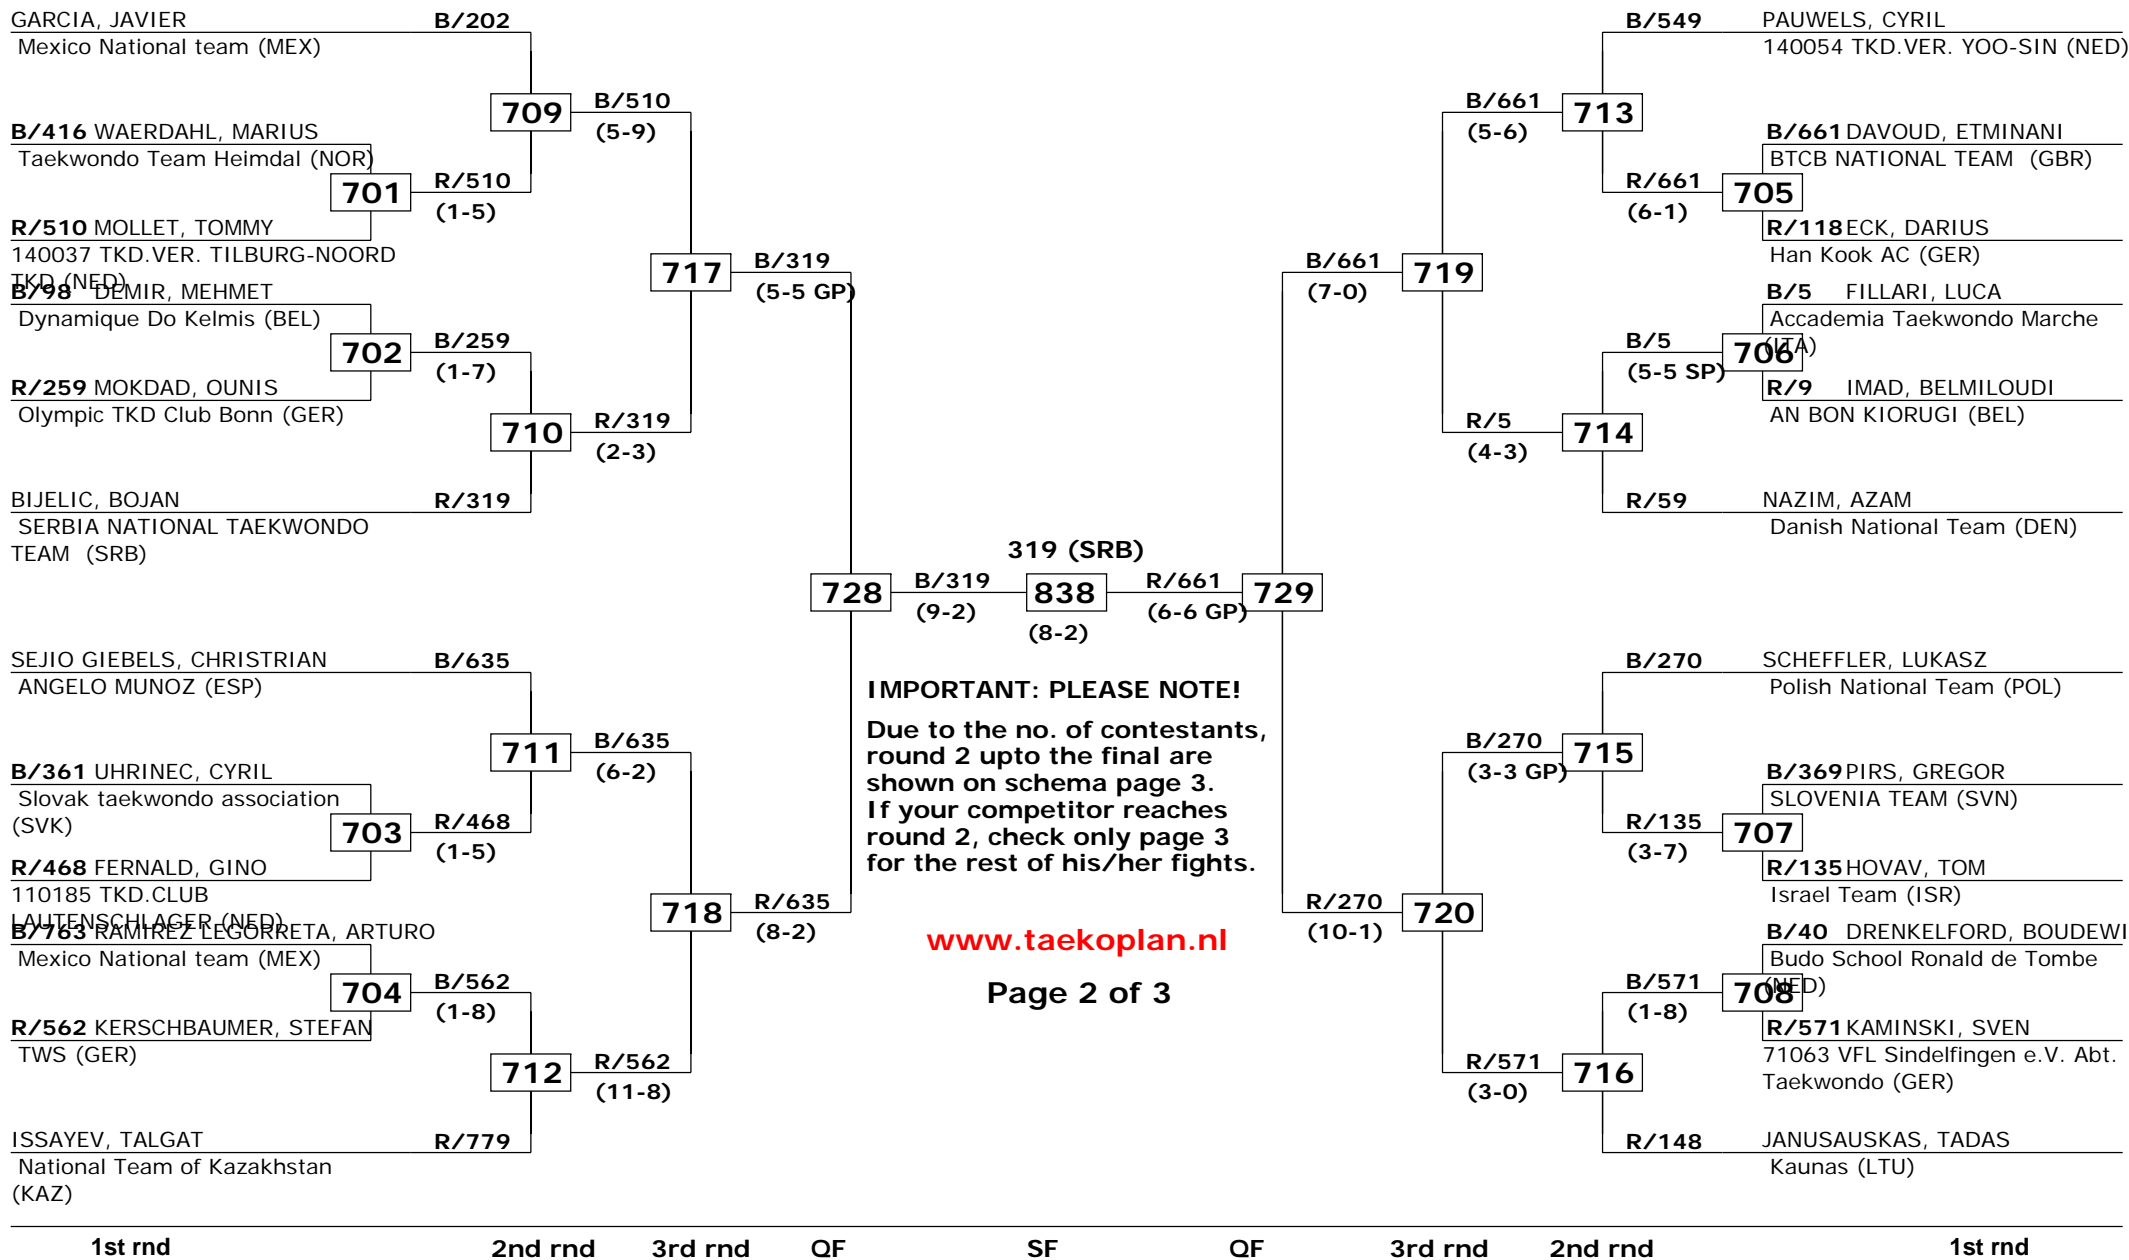 GARCIA, JAVIER
B/202
Mexico National team (MEX)
709
B/510
(5-9)
B/416 WAERDAHL, MARIUS
Taekwondo Team Heimdal (NOR)
701
R/510
(1-5)
R/510 MOLLET, TOMMY
140037 TKD.VER. TILBURG-NOORD
TKD (NED)
717
B/319
(5-5 GP)
B/98 DEMIR, MEHMET
Dynamique Do Kelmis (BEL)
702
B/259
(1-7)
R/259 MOKDAD, OUNIS
Olympic TKD Club Bonn (GER)
710
R/319
(2-3)
BIJELIC, BOJAN
R/319
SERBIA NATIONAL TAEKWONDO
TEAM (SRB)
728
B/319
(9-2)
319 (SRB)
838
(8-2)
R/661
(6-6 GP)
729
SEJIO GIEBELS, CHRISTRIAN
B/635
ANGELO MUNOZ (ESP)
711
B/635
(6-2)
B/361 UHRINEC, CYRIL
Slovak taekwondo association
(SVK)
703
R/468
(1-5)
R/468 FERNALD, GINO
110185 TKD.CLUB
LAUTENSCHLAGER (NED)
718
R/635
(8-2)
B/763 RAMIREZ LEGORRETA, ARTURO
Mexico National team (MEX)
704
B/562
(1-8)
R/562 KERSCHBAUMER, STEFAN
TWS (GER)
712
R/562
(11-8)
ISSAYEV, TALGAT
R/779
National Team of Kazakhstan
(KAZ)
IMPORTANT: PLEASE NOTE!
Due to the no. of contestants,
round 2 upto the final are
shown on schema page 3.
If your competitor reaches
round 2, check only page 3
for the rest of his/her fights.
www.taekoplan.nl
Page 2 of 3
B/549
PAUWELS, CYRIL
140054 TKD.VER. YOO-SIN (NED)
B/661
(5-6)
713
B/661 DAVOUD, ETMINANI
BTCB NATIONAL TEAM (GBR)
R/661
(6-1)
705
R/118 ECK, DARIUS
Han Kook AC (GER)
B/661
(7-0)
719
B/5 FILLARI, LUCA
Accademia Taekwondo Marche
(ITA)
B/5
(5-5 SP)
706
R/9 IMAD, BELMILOUDI
AN BON KIORUGI (BEL)
R/5
(4-3)
714
R/59
NAZIM, AZAM
Danish National Team (DEN)
B/270
SCHEFFLER, LUKASZ
Polish National Team (POL)
B/270
(3-3 GP)
715
B/369 PIRS, GREGOR
SLOVENIA TEAM (SVN)
R/135
(3-7)
707
R/135 HOVAV, TOM
Israel Team (ISR)
R/270
(10-1)
720
B/40 DRENKELFORD, BOUDEWI
Budo School Ronald de Tombe
(NED)
B/571
(1-8)
708
R/571 KAMINSKI, SVEN
71063 VFL Sindelfingen e.V. Abt.
Taekwondo (GER)
R/571
(3-0)
716
R/148
JANUSAUSKAS, TADAS
Kaunas (LTU)
1st rnd 2nd rnd 3rd rnd QF SF QF 3rd rnd 2nd rnd 1st rnd